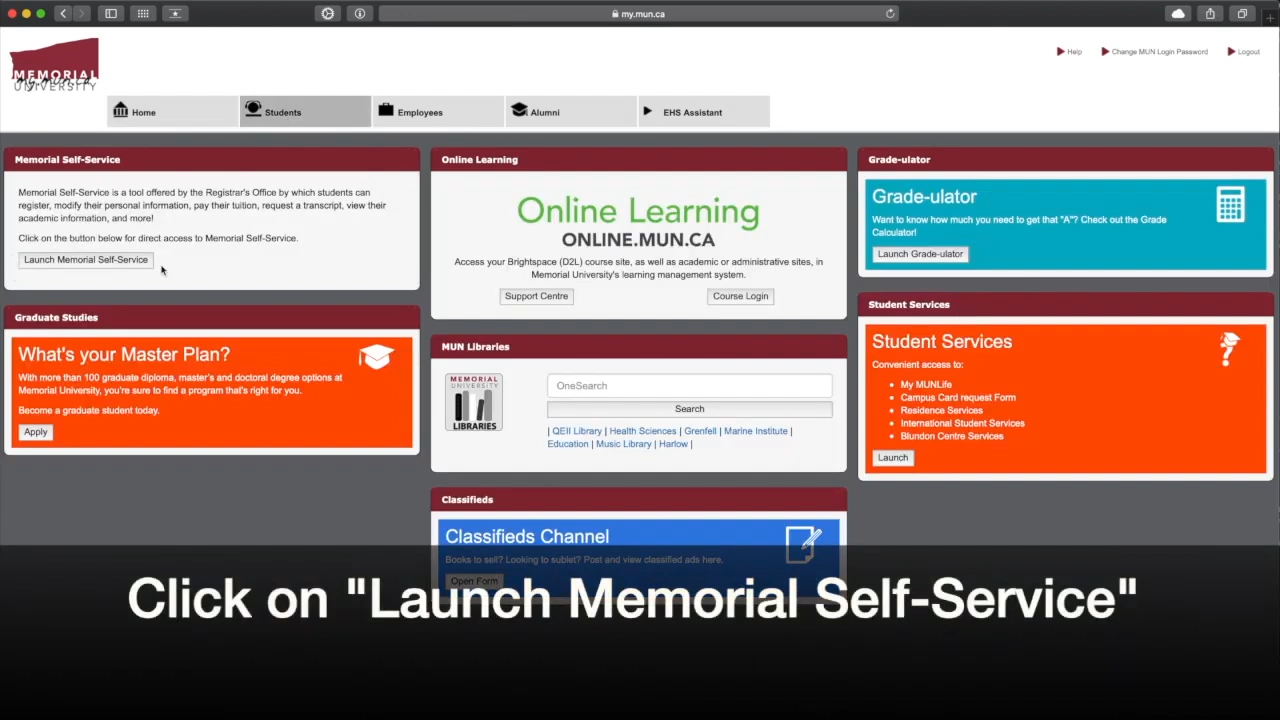 my.mun.ca
MEMORIAL
UNIVERSITY
my.mun.ca
Help
Change MUN Login Password
Logout
Home
Students
Employees
Alumni
EHS Assistant
Memorial Self-Service
Memorial Self-Service is a tool offered by the Registrar's Office by which students can
register, modify their personal information, pay their tuition, request a transcript, view their
academic information, and more!
Click on the button below for direct access to Memorial Self-Service.
Launch Memorial Self-Service
Graduate Studies
What's your Master Plan?
With more than 100 graduate diploma, master's and doctoral degree options at
Memorial University, you're sure to find a program that's right for you.
Become a graduate student today.
Apply
Online Learning
Online Learning
ONLINE.MUN.CA
Access your Brightspace (D2L) course site, as well as academic or administrative sites, in
Memorial University's learning management system.
Support Centre
Course Login
MUN Libraries
MEMORIAL
UNIVERSITY
LIBRARIES
OneSearch
Search
| QEII Library | Health Sciences | Grenfell | Marine Institute |
Education | Music Library | Harlow |
Classifieds
Classifieds Channel
Books to sell? Looking to sublet? Post and view classified ads here.
Open Form
Grade-ulator
Grade-ulator
Want to know how much you need to get that "A"? Check out the Grade
Calculator!
Launch Grade-ulator
Student Services
Student Services
Convenient access to:
My MUNLife
Campus Card request Form
Residence Services
International Student Services
Blundon Centre Services
Launch
Click on "Launch Memorial Self-Service"